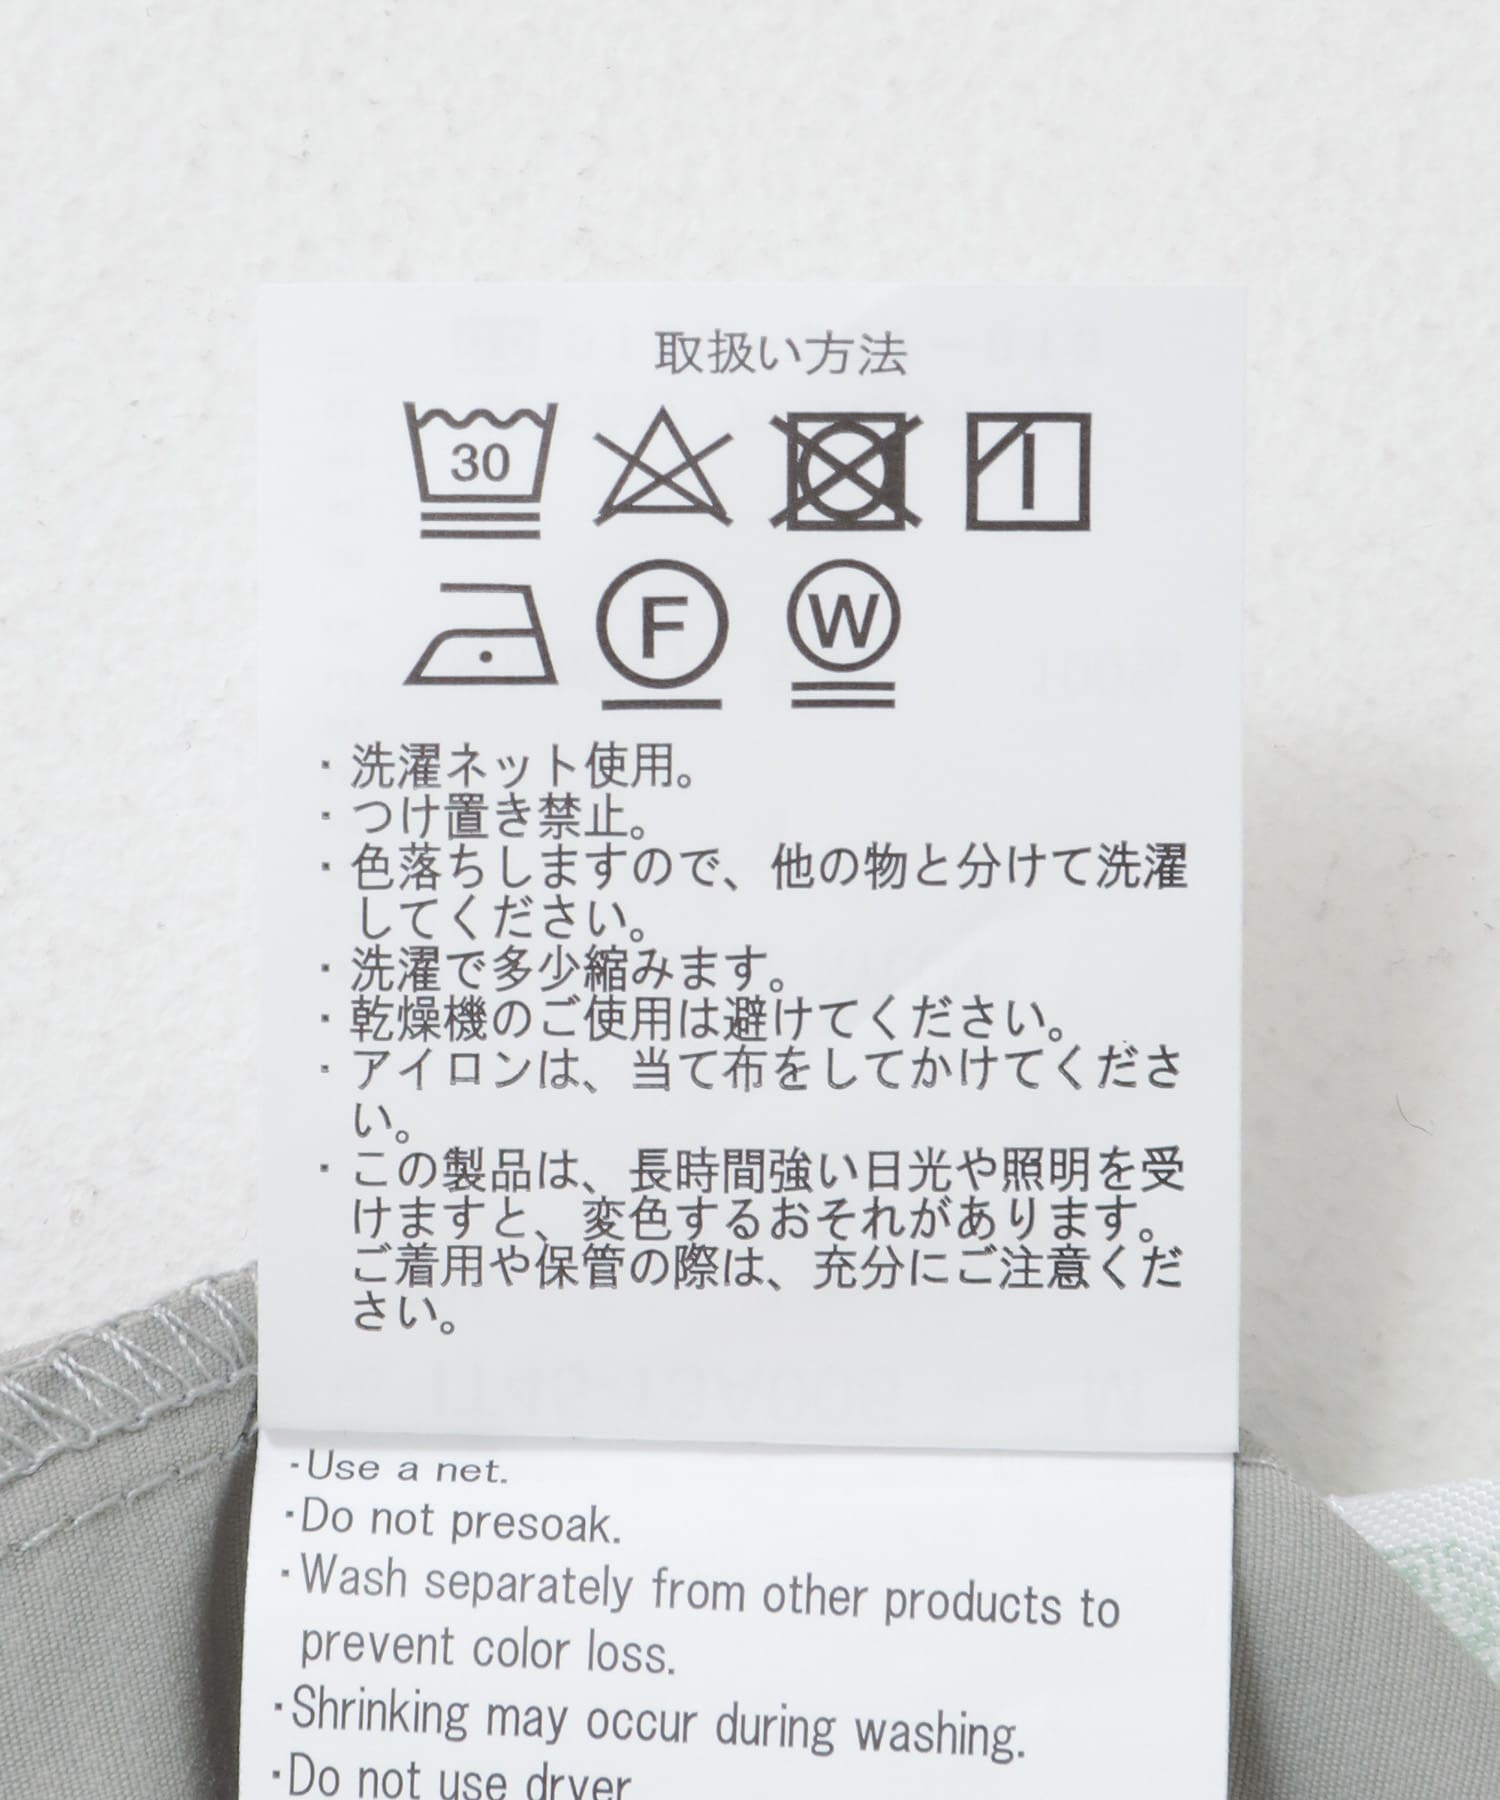 取扱い方法
30
F W
・洗濯ネット使用。
・つけ置き禁止。
・色落ちしますので、他の物と分けて洗濯
してください。
・洗濯で多少縮みます。
・乾燥機のご使用は避けてください。
・アイロンは、当て布をしてかけてくださ
い。
・この製品は、長時間強い日光や照明を受
けますと、変色するおそれがあります。
ご着用や保管の際は、充分にご注意くだ
さい。
・Use a net.
・Do not presoak.
・Wash separately from other products to
prevent color loss.
・Shrinking may occur during washing.
・Do not use dryer